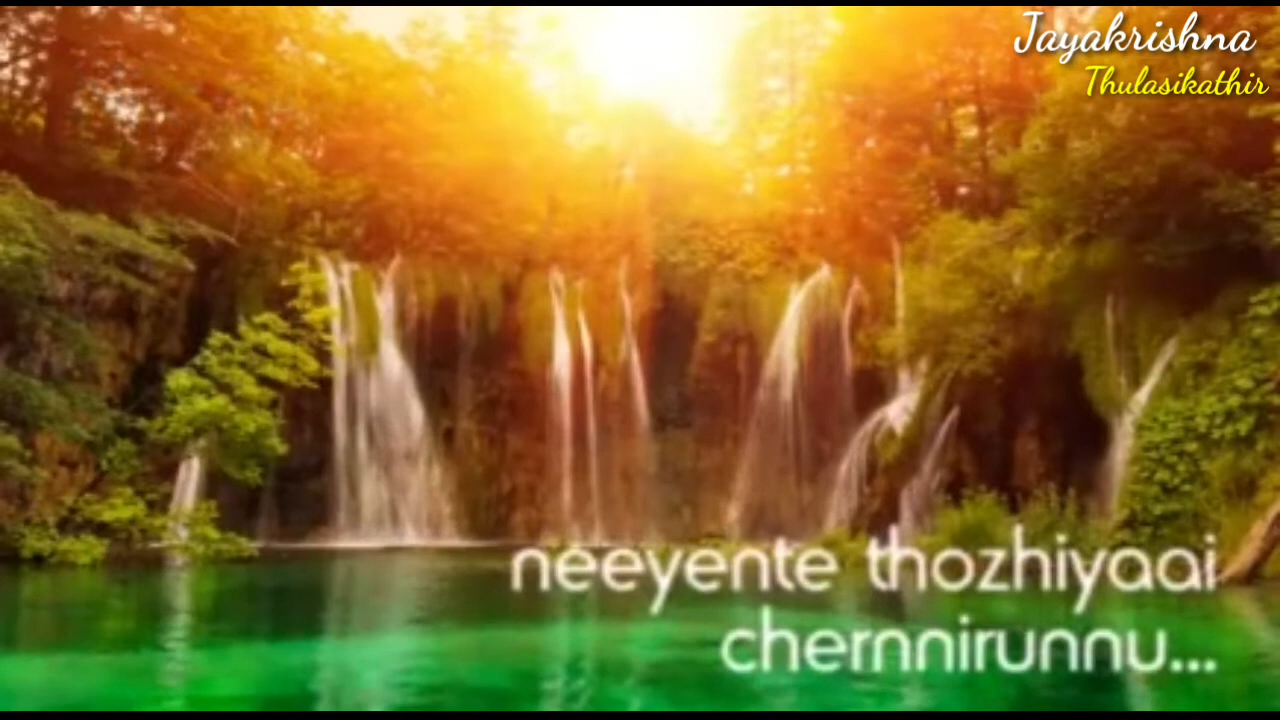 Jayakrishna
Thulasikathir
neeyente thozhiyaai
chernnirunnu...